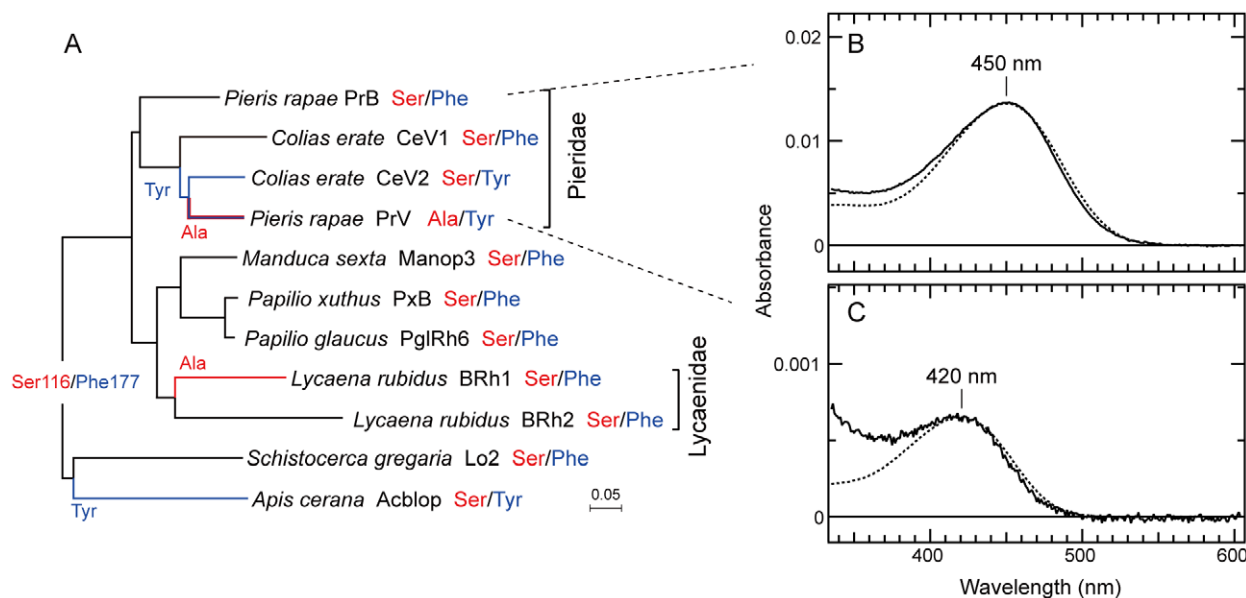 A
Pieris rapae PrB Ser/Phe
Colias erate CeV1 Ser/Phe
Tyr
Colias erate CeV2 Ser/Tyr
Pieris rapae PrV Ala/Tyr
Ala
Pieridae
Manduca sexta Manop3 Ser/Phe
Papilio xuthus PxB Ser/Phe
Papilio glaucus PglRh6 Ser/Phe
Ala
Ser116/Phe177
Lycaena rubidus BRh1 Ser/Phe
Lycaena rubidus BRh2 Ser/Phe
Lycaenidae
Schistocerca gregaria Lo2 Ser/Phe
Apis cerana Acblop Ser/Tyr
Tyr
0.05
B
0.02
450 nm
0.01
0
Absorbance
C
0.001
420 nm
0
400 500 600
Wavelength (nm)